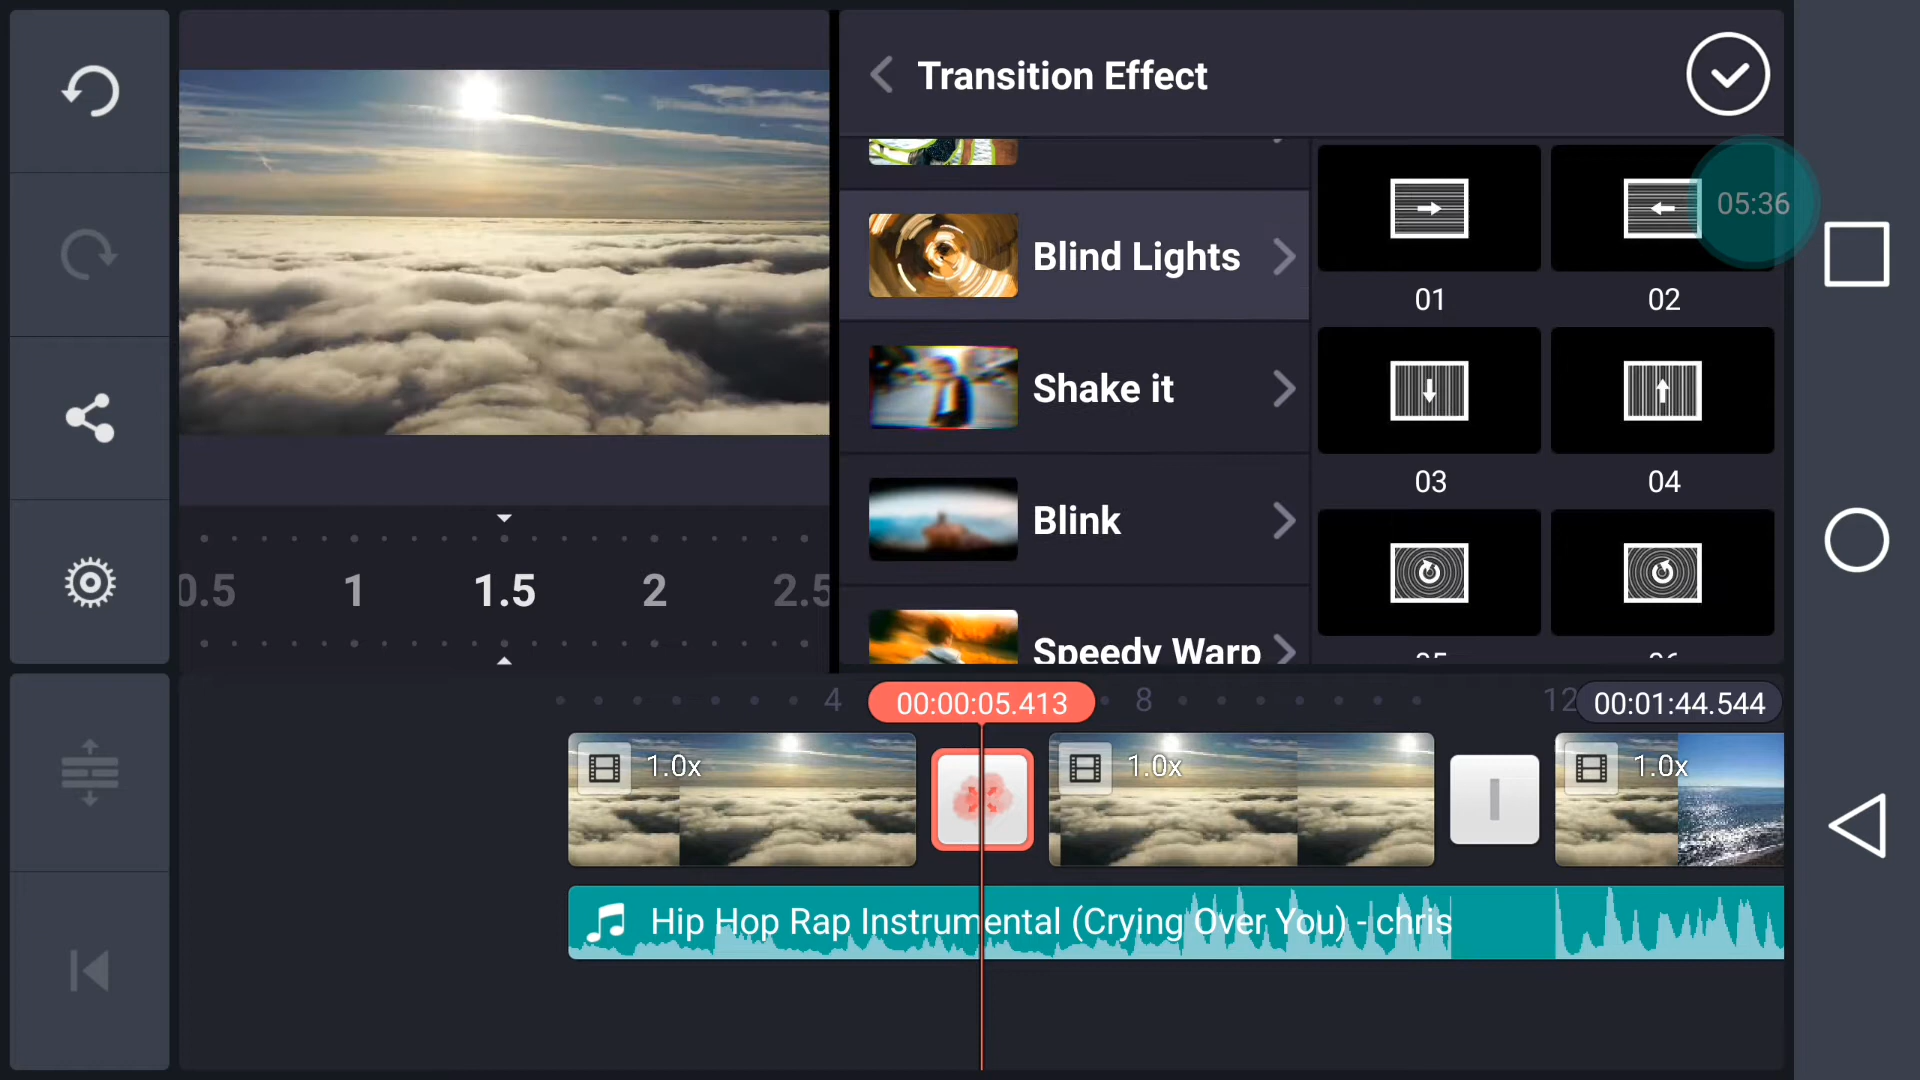 Transition Effect
05:36
Blind Lights
01
02
Shake it
03
04
Blink
Speedy Warp
05
06
0.5
1
1.5
2
2.5
4
00:00:05.413
8
12
00:01:44.544
1.0x
1.0x
1.0x
Hip Hop Rap Instrumental (Crying Over You) - chris